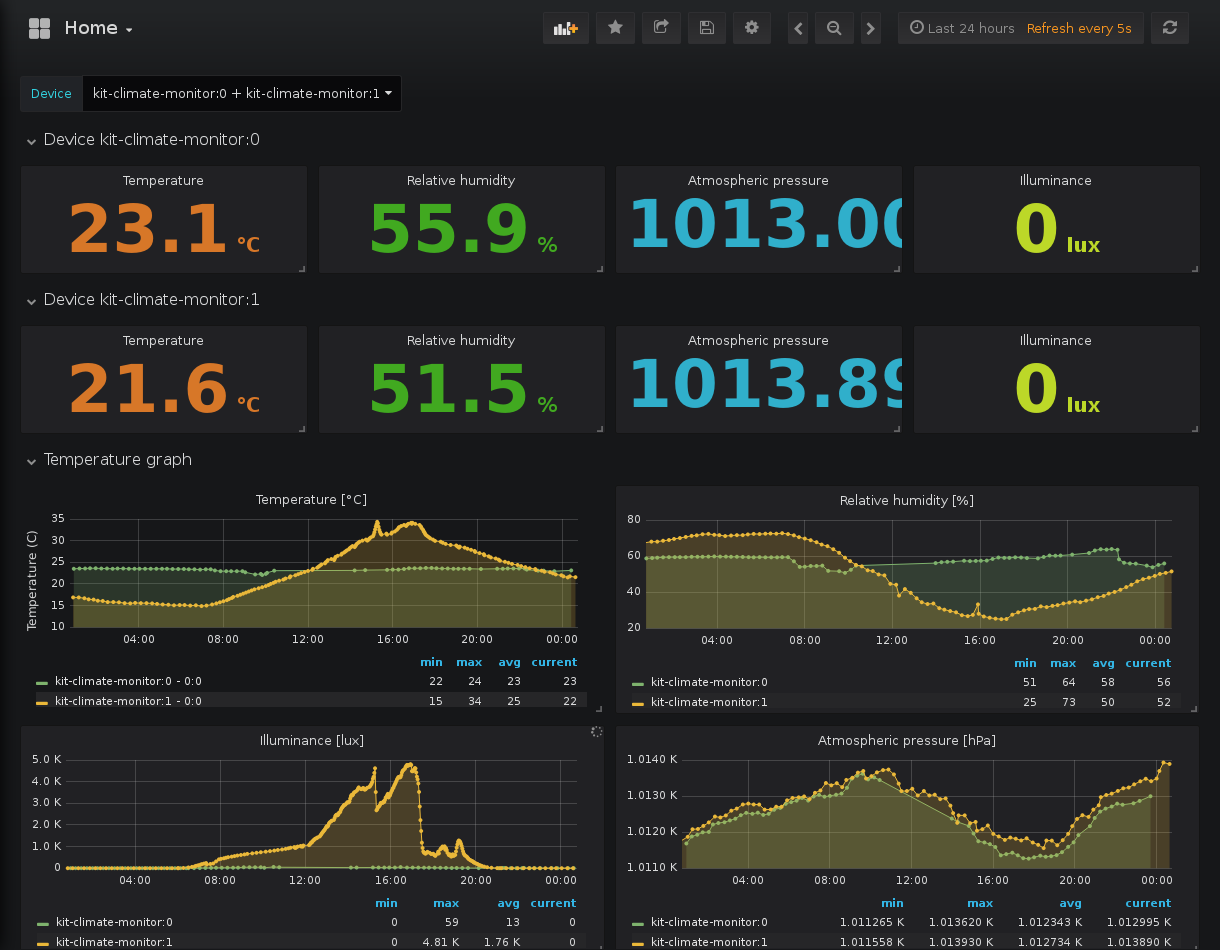 Home
Last 24 hours Refresh every 5s
Device kit-climate-monitor:0 + kit-climate-monitor:1
Device kit-climate-monitor:0
Temperature Relative humidity Atmospheric pressure Illuminance
23.1 °C 55.9 % 1013.00 0 lux
Device kit-climate-monitor:1
Temperature Relative humidity Atmospheric pressure Illuminance
21.6 °C 51.5 % 1013.89 0 lux
Temperature graph
Temperature [°C]
Temperature (C)
35
30
25
20
15
10
04:00 08:00 12:00 16:00 20:00 00:00
min max avg current
kit-climate-monitor:0 - 0:0 22 24 23 23
kit-climate-monitor:1 - 0:0 15 34 25 22
Relative humidity [%]
80
60
40
20
04:00 08:00 12:00 16:00 20:00 00:00
min max avg current
kit-climate-monitor:0 51 64 58 56
kit-climate-monitor:1 25 73 50 52
Illuminance [lux]
5.0 K
4.0 K
3.0 K
2.0 K
1.0 K
0
04:00 08:00 12:00 16:00 20:00 00:00
min max avg current
kit-climate-monitor:0 0 59 13 0
kit-climate-monitor:1 0 4.81 K 1.76 K 0
Atmospheric pressure [hPa]
1.0140 K
1.0130 K
1.0120 K
1.0110 K
04:00 08:00 12:00 16:00 20:00 00:00
min max avg current
kit-climate-monitor:0 1.011265 K 1.013620 K 1.012343 K 1.012995 K
kit-climate-monitor:1 1.011558 K 1.013930 K 1.012734 K 1.013890 K